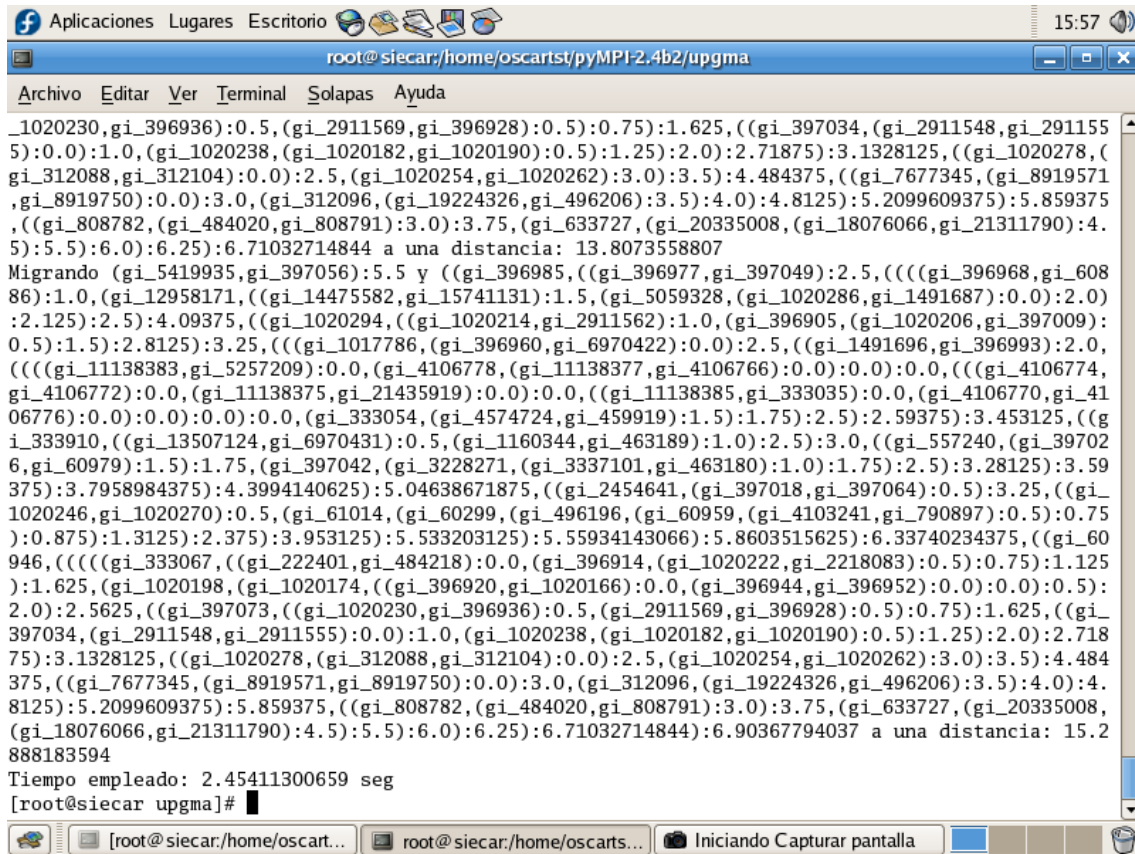 Aplicaciones Lugares Escritorio 15:57
root@siecar:/home/oscartst/pyMPI-2.4b2/upgma
Archivo Editar Ver Terminal Solapas Ayuda
_1020230,gi_396936):0.5,(gi_2911569,gi_396928):0.5):0.75):1.625,((gi_397034,(gi_2911548,gi_291155
5):0.0):1.0,(gi_1020238,(gi_1020182,gi_1020190):0.5):1.25):2.0):2.71875):3.1328125,((gi_1020278,(
gi_312088,gi_312104):0.0):2.5,(gi_1020254,gi_1020262):3.0):3.5):4.484375,((gi_7677345,(gi_8919571
,gi_8919750):0.0):3.0,(gi_312096,(gi_19224326,gi_496206):3.5):4.0):4.8125):5.2099609375):5.859375
,((gi_808782,(gi_484020,gi_808791):3.0):3.75,(gi_633727,(gi_20335008,(gi_18076066,gi_21311790):4.
5):5.5):6.0):6.25):6.71032714844 a una distancia: 13.8073558807
Migrando (gi_5419935,gi_397056):5.5 y ((gi_396985,((gi_396977,gi_397049):2.5,((((gi_396968,gi_608
86):1.0,(gi_12958171,((gi_14475582,gi_15741131):1.5,(gi_5059328,(gi_1020286,gi_1491687):0.0):2.0)
:2.125):2.5):4.09375,((gi_1020294,((gi_1020214,gi_2911562):1.0,(gi_396905,(gi_1020206,gi_397009):
0.5):1.5):2.8125):3.25,(((gi_1017786,(gi_396960,gi_6970422):0.0):2.5,((gi_1491696,gi_396993):2.0,
((((gi_11138383,gi_5257209):0.0,(gi_4106778,(gi_11138377,gi_4106766):0.0):0.0):0.0,(((gi_4106774,
gi_4106772):0.0,(gi_11138375,gi_21435919):0.0):0.0,((gi_11138385,gi_333035):0.0,(gi_4106770,gi_41
06776):0.0):0.0):0.0):0.0,(gi_333054,(gi_4574724,gi_459919):1.5):1.75):2.5):2.59375):3.453125,((g
i_333910,((gi_13507124,gi_6970431):0.5,(gi_1160344,gi_463189):1.0):2.5):3.0,((gi_557240,(gi_39702
6,gi_60979):1.5):1.75,(gi_397042,(gi_3228271,(gi_3337101,gi_463180):1.0):1.75):2.5):3.28125):3.59
375):3.7958984375):4.3994140625):5.04638671875,((gi_2454641,(gi_397018,gi_397064):0.5):3.25,((gi_
1020246,gi_1020270):0.5,(gi_61014,(gi_60299,(gi_496196,(gi_60959,(gi_4103241,gi_790897):0.5):0.75
):0.875):1.3125):2.375):3.953125):5.533203125):5.55934143066):5.8603515625):6.33740234375,((gi_60
946,(((((gi_333067,((gi_222401,gi_484218):0.0,(gi_396914,(gi_1020222,gi_2218083):0.5):0.75):1.125
):1.625,(gi_1020198,(gi_1020174,((gi_396920,gi_1020166):0.0,(gi_396944,gi_396952):0.0):0.0):0.5):
2.0):2.5625,((gi_397073,((gi_1020230,gi_396936):0.5,(gi_2911569,gi_396928):0.5):0.75):1.625,((gi_
397034,(gi_2911548,gi_2911555):0.0):1.0,(gi_1020238,(gi_1020182,gi_1020190):0.5):1.25):2.0):2.718
75):3.1328125,((gi_1020278,(gi_312088,gi_312104):0.0):2.5,(gi_1020254,gi_1020262):3.0):3.5):4.484
375,((gi_7677345,(gi_8919571,gi_8919750):0.0):3.0,(gi_312096,(gi_19224326,gi_496206):3.5):4.0):4.
8125):5.2099609375):5.859375,((gi_808782,(gi_484020,gi_808791):3.0):3.75,(gi_633727,(gi_20335008,
(gi_18076066,gi_21311790):4.5):5.5):6.0):6.25):6.71032714844):6.90367794037 a una distancia: 15.2
888183594
Tiempo empleado: 2.45411300659 seg
[root@siecar upgma]#
[root@siecar:/home/oscart... root@siecar:/home/oscarts... Iniciando Capturar pantalla